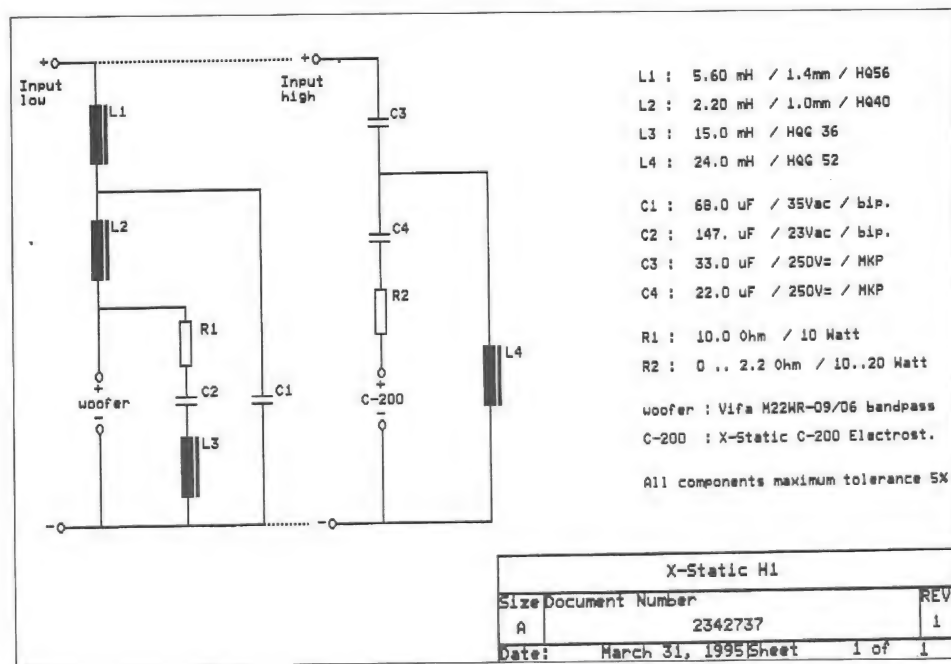 +
Input
low
L1
L2
R1
+
woofer
-
C2
C1
L3
-
+
Input
high
C3
C4
R2
L4
+
C-200
-
-
L1 : 5.60 mH / 1.4mm / HQ56
L2 : 2.20 mH / 1.0mm / HQ40
L3 : 15.0 mH / HQG 36
L4 : 24.0 mH / HQG 52
C1 : 68.0 uF / 35Vac / bip.
C2 : 147. uF / 23Vac / bip.
C3 : 33.0 uF / 250V= / MKP
C4 : 22.0 uF / 250V= / MKP
R1 : 10.0 Ohm / 10 Watt
R2 : 0 .. 2.2 Ohm / 10..20 Watt
woofer : Vifa M22WR-09/06 bandpass
C-200 : X-Static C-200 Electrost.
All components maximum tolerance 5%
X-Static H1
Size Document Number REV
A 2342737 1
Date: March 31, 1995 Sheet 1 of 1